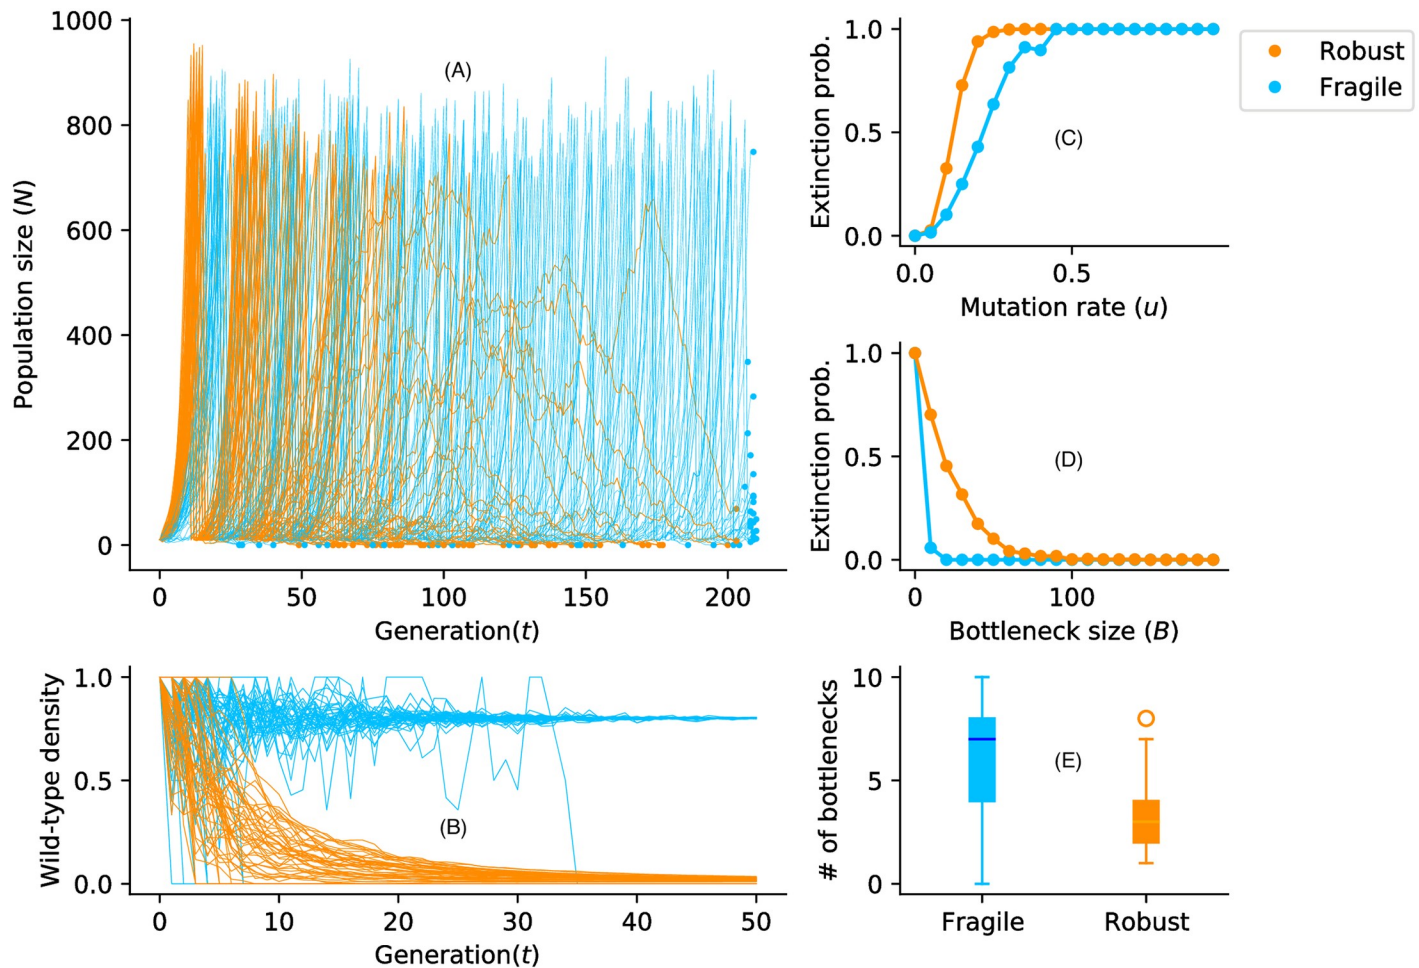 1000
800
600
400
200
0
Population size (N)
(A)
0 50 100 150 200
Generation(t)
1.0
0.5
0.0
Extinction prob.
(C)
0.0 0.5
Mutation rate (u)
Robust
Fragile
1.0
0.5
0.0
Extinction prob.
(D)
0 100
Bottleneck size (B)
1.0
0.5
0.0
Wild-type density
(B)
0 10 20 30 40 50
Generation(t)
10
5
0
# of bottlenecks
(E)
Fragile Robust